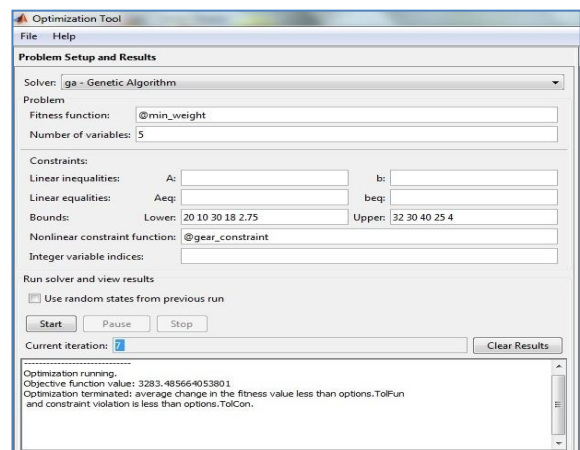 Optimization Tool
File Help
Problem Setup and Results
Solver: ga - Genetic Algorithm
Problem
Fitness function: @min_weight
Number of variables: 5
Constraints:
Linear inequalities: A: b:
Linear equalities: Aeq: beq:
Bounds: Lower: 20 10 30 18 2.75 Upper: 32 30 40 25 4
Nonlinear constraint function: @gear_constraint
Integer variable indices:
Run solver and view results
Use random states from previous run
Start Pause Stop
Current iteration: 7 Clear Results
Optimization running.
Objective function value: 3283.485664053801
Optimization terminated: average change in the fitness value less than options.TolFun
and constraint violation is less than options.TolCon.